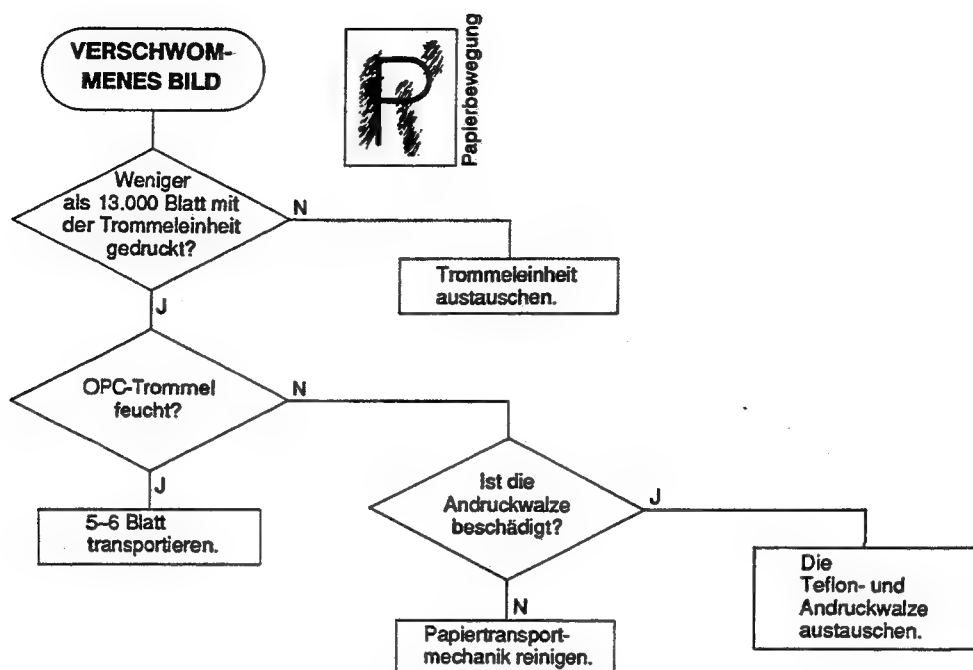 VERSCHWOM-
MENES BILD
Papierbewegung
Weniger
als 13.000 Blatt mit
der Trommeleinheit
gedruckt?
N
Trommeleinheit
austauschen.
J
OPC-Trommel
feucht?
N
J
5~6 Blatt
transportieren.
Ist die
Andruckwalze
beschädigt?
J
Die
Teflon- und
Andruckwalze
austauschen.
N
Papiertransport-
mechanik reinigen.